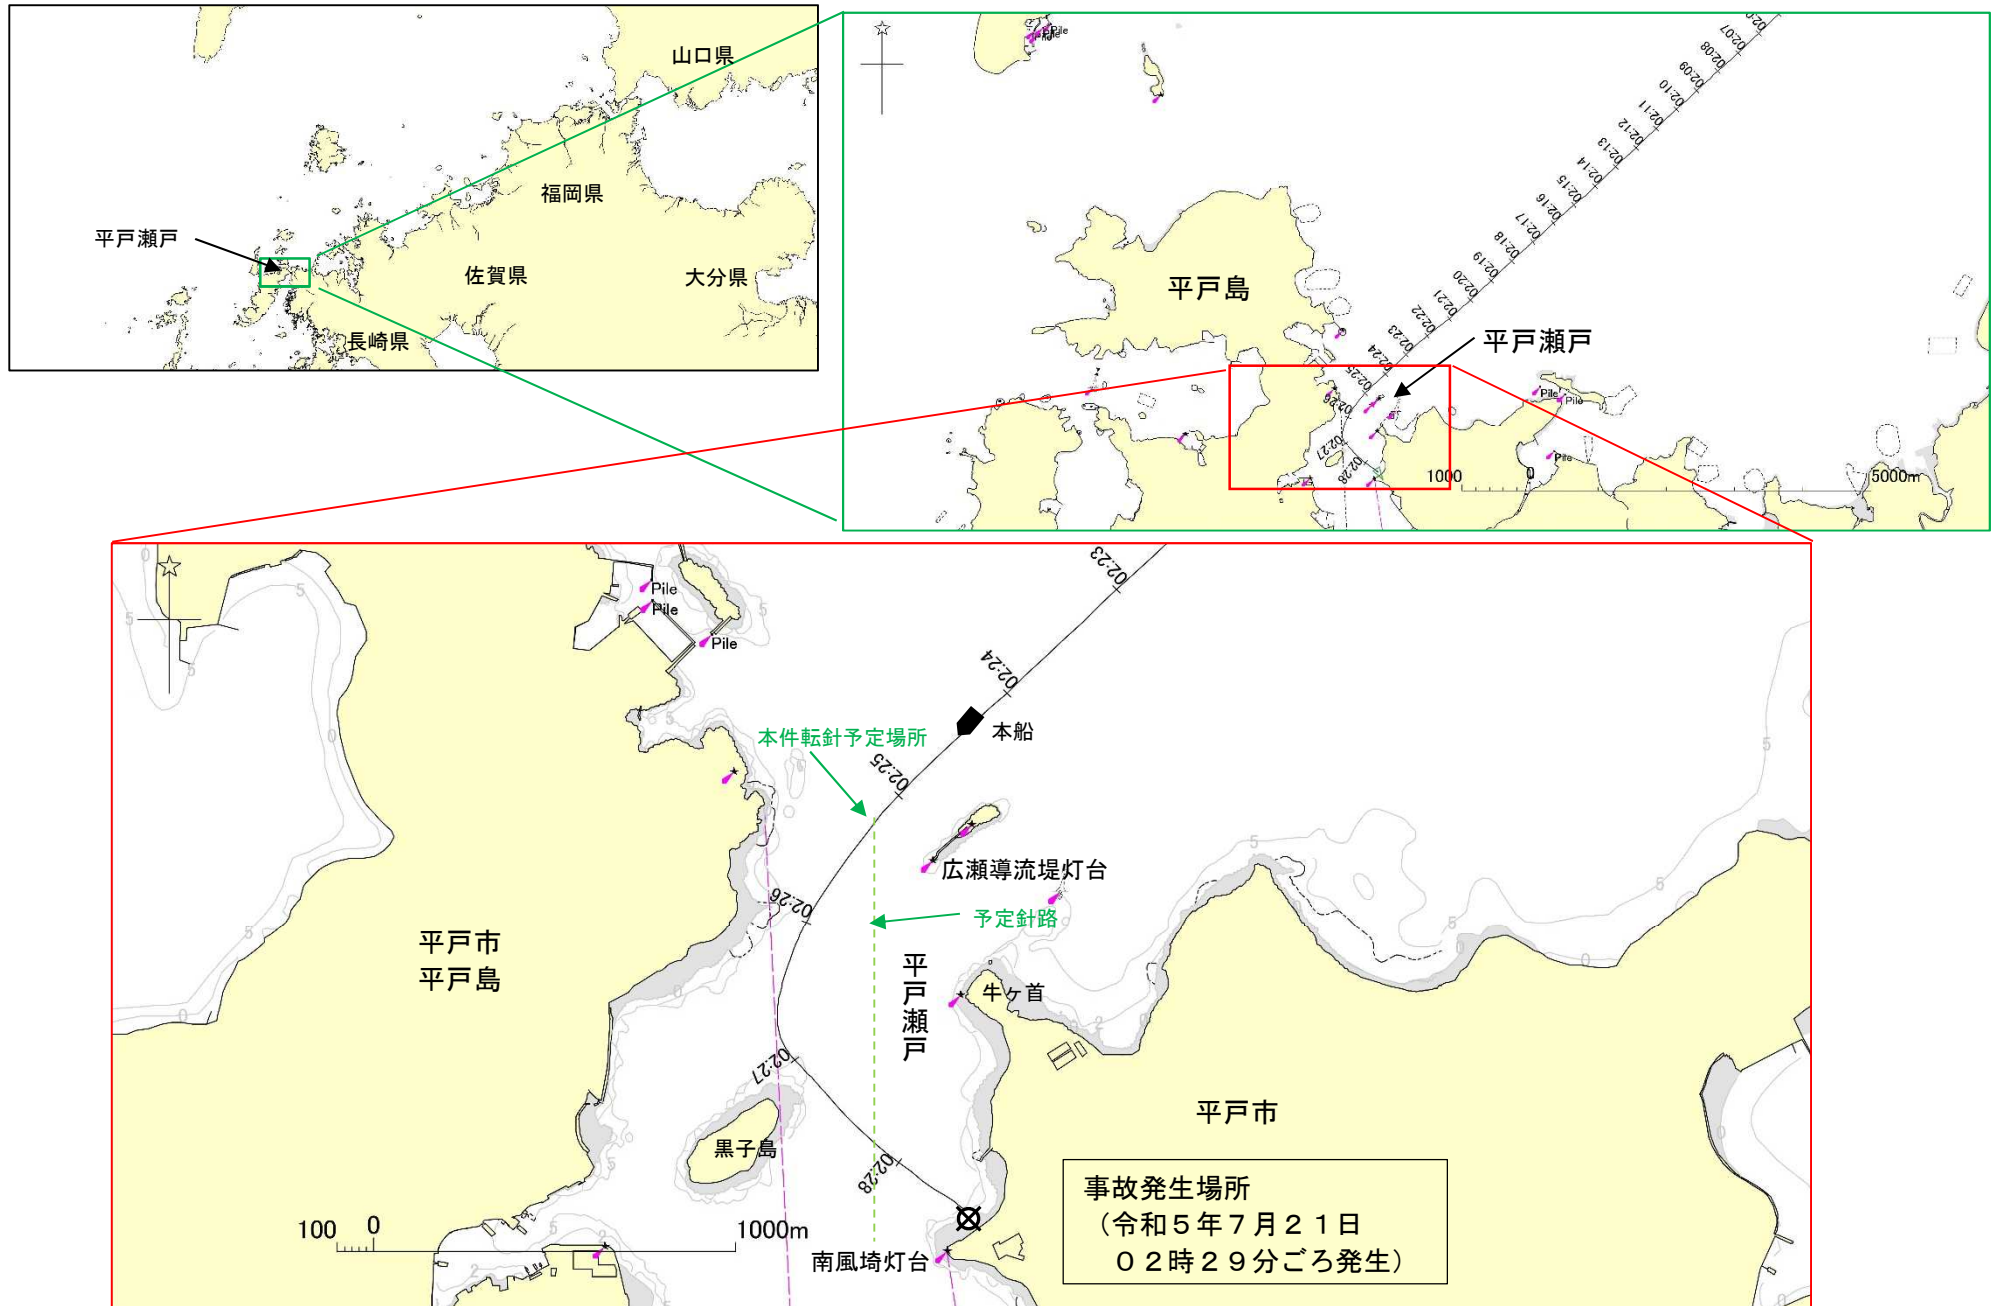 山口県
福岡県
平戸瀬戸
佐賀県
大分県
長崎県
Pile
02:07
02:08
02:09
02:10
02:11
02:12
02:13
02:14
02:15
02:16
02:17
02:18
02:19
02:20
02:21
02:22
02:23
02:24
02:25
02:26
02:27
02:28
平戸島
平戸瀬戸
Pile
Pile
Pile
1000 0 5000m
02:23
02:24
02:25
02:26
02:27
02:28
Pile
Pile
Pile
本船
本件転針予定場所
広瀬導流堤灯台
予定針路
平戸市
平戸島
平戸瀬戸
牛ヶ首
平戸市
黒子島
100 0 1000m
南風埼灯台
事故発生場所
（令和５年７月２１日
０２時２９分ごろ発生）